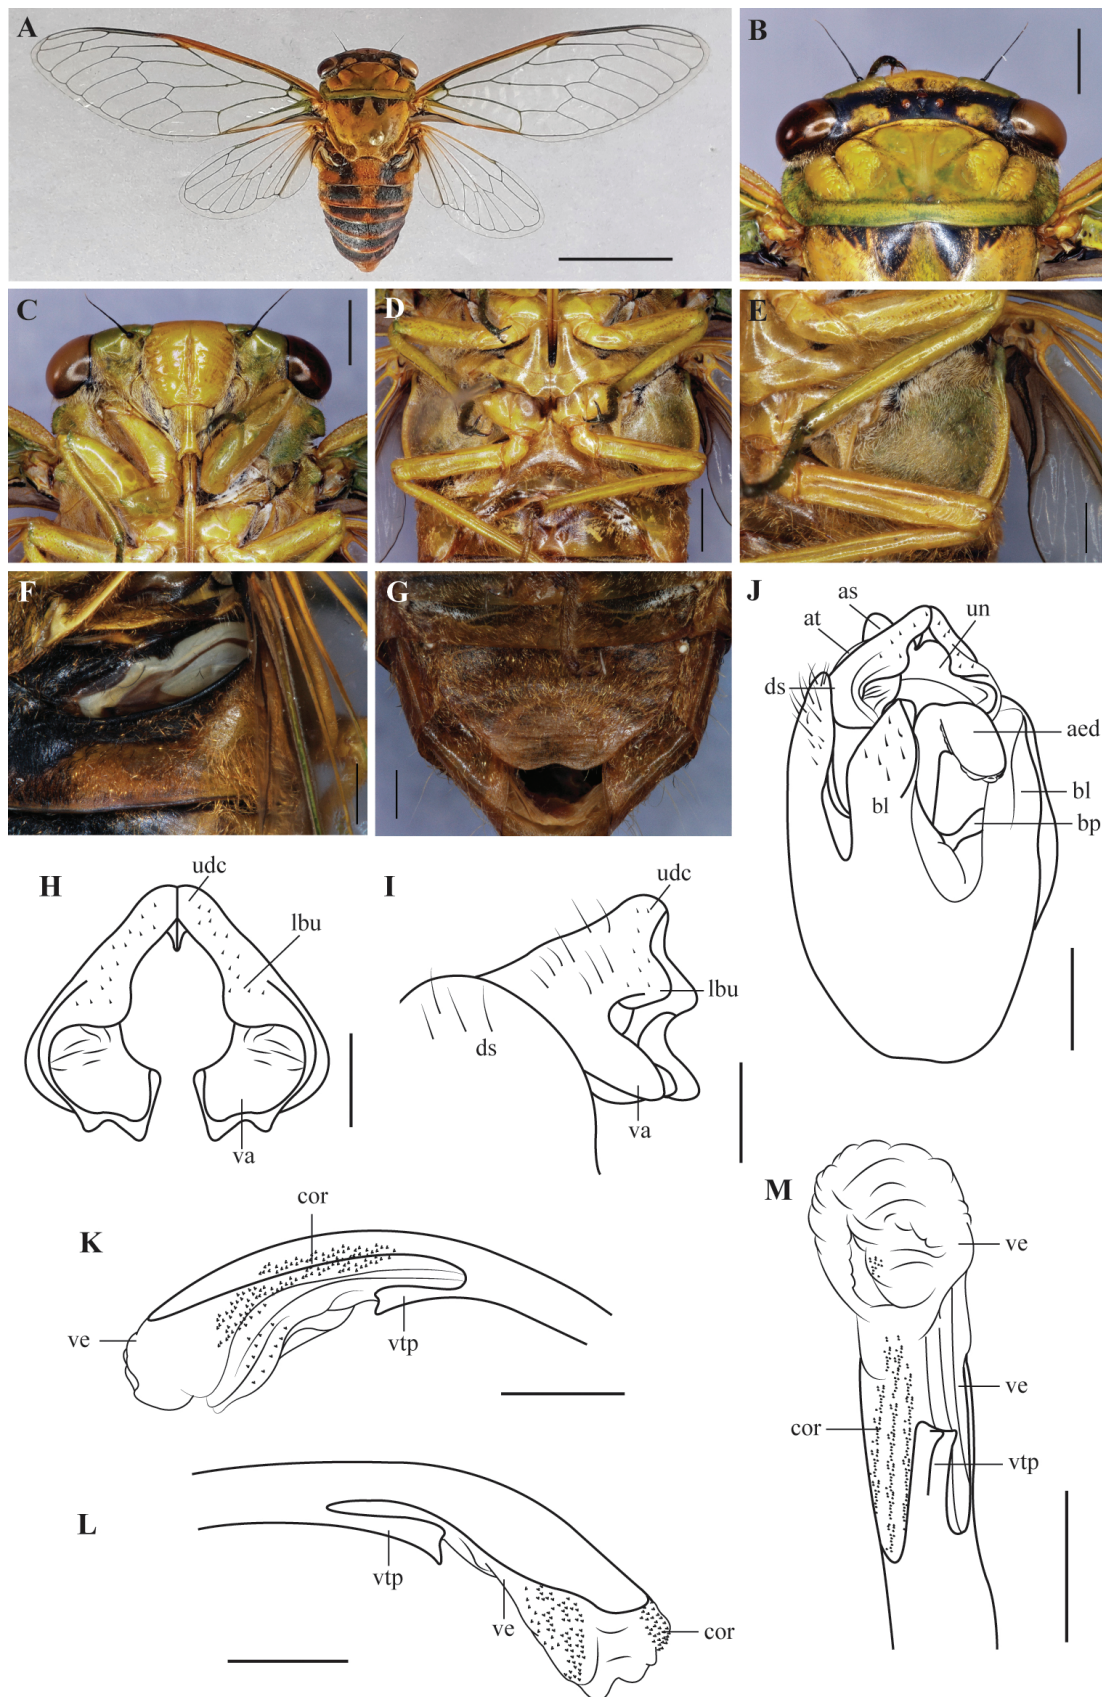 A
B
C
D
E
F
G
J
as
at
un
ds
aed
bl
bl
bp
H
udc
lbu
va
I
udc
lbu
ds
va
K
cor
ve
vtp
M
ve
ve
cor
vtp
L
vtp
ve
cor